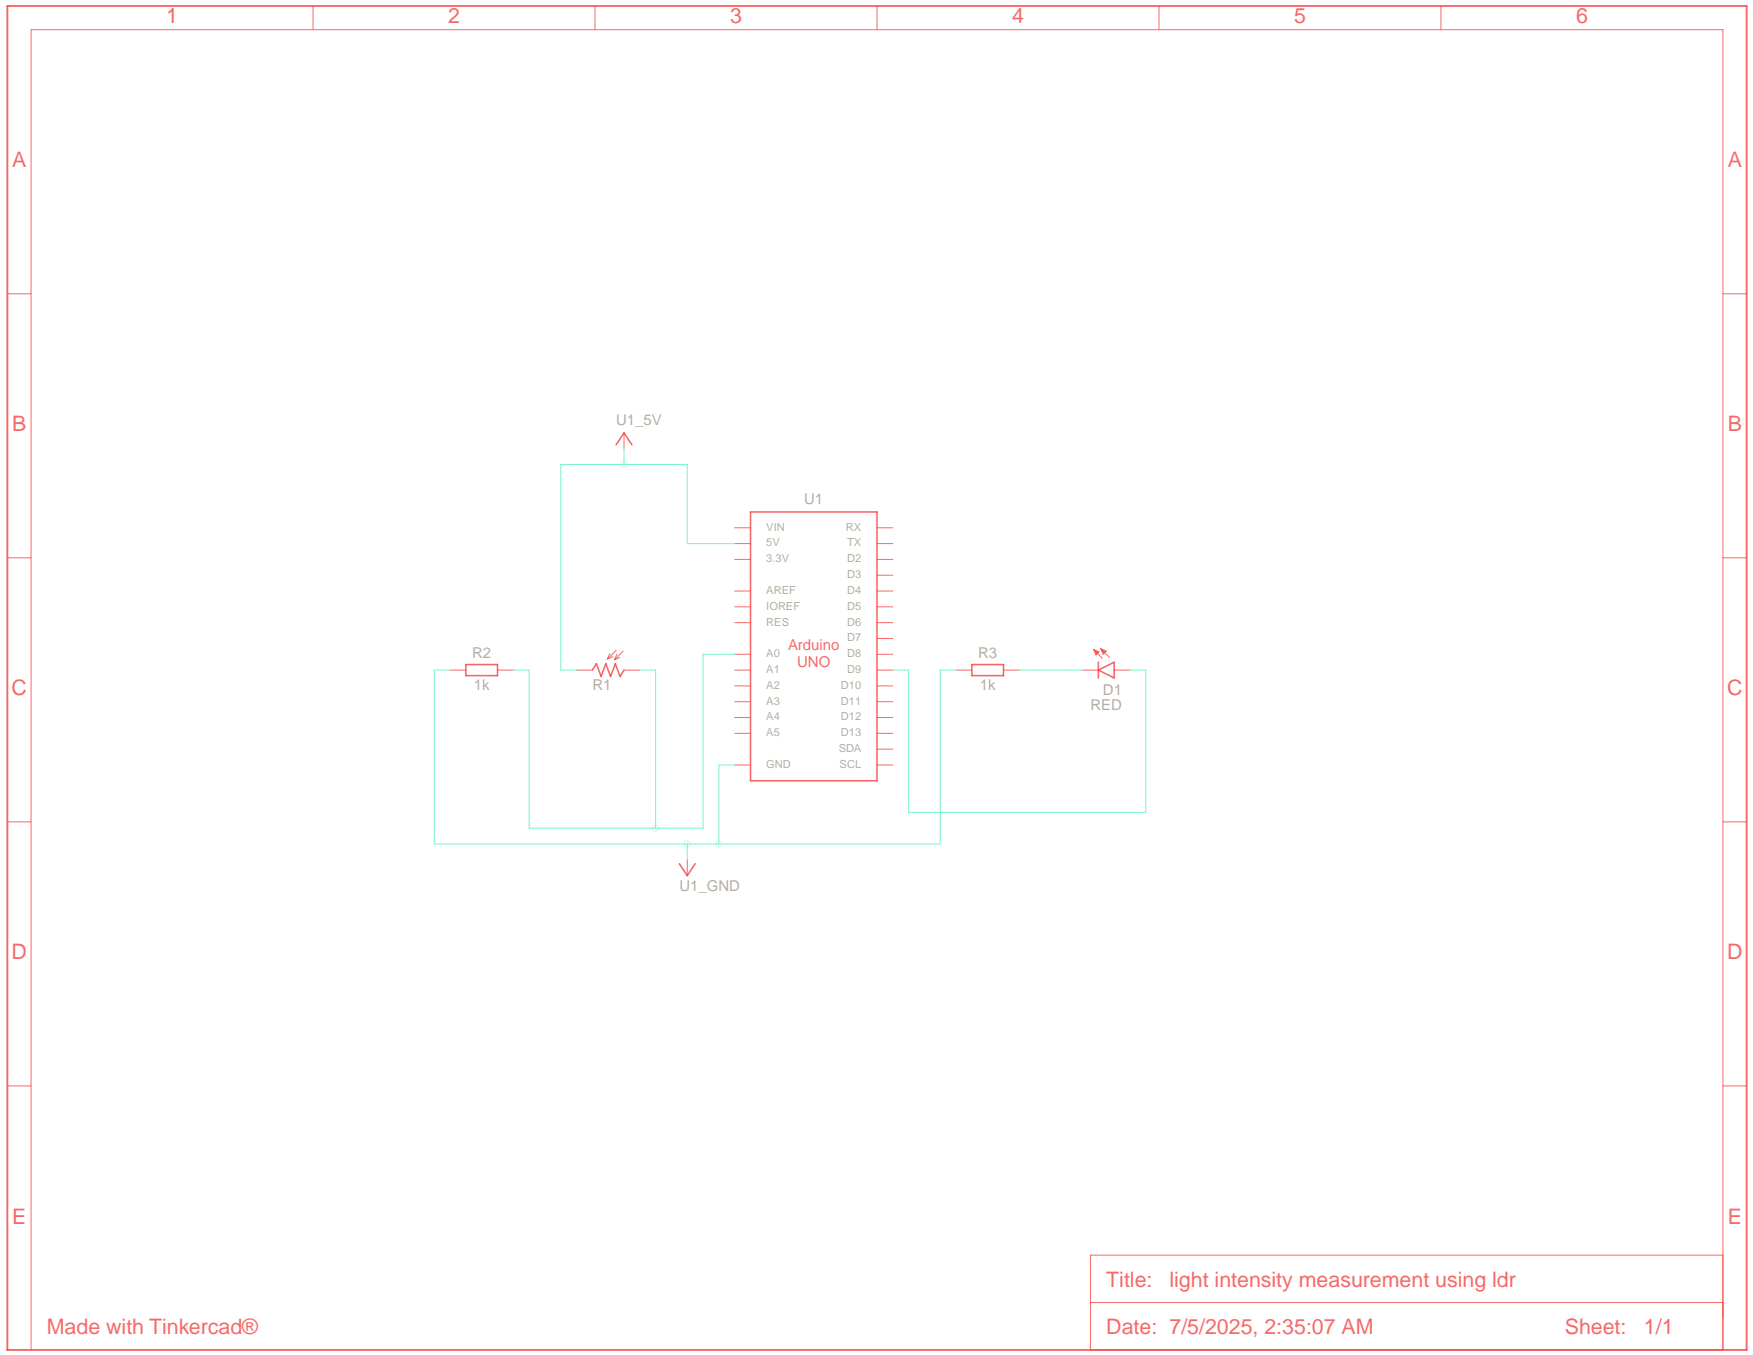 1 2 3 4 5 6
A A
B B
U1_5V
U1
VIN RX
5V TX
3.3V D2
D3
AREF D4
IOREF D5
RES D6
D7
Arduino
UNO
A0 D8
A1 D9
A2 D10
A3 D11
A4 D12
A5 D13
SDA
GND SCL
R2
1k
R1
R3
1k
D1
RED
C C
U1_GND
D D
E E
Title: light intensity measurement using ldr
Made with Tinkercad®
Date: 7/5/2025, 2:35:07 AM Sheet: 1/1